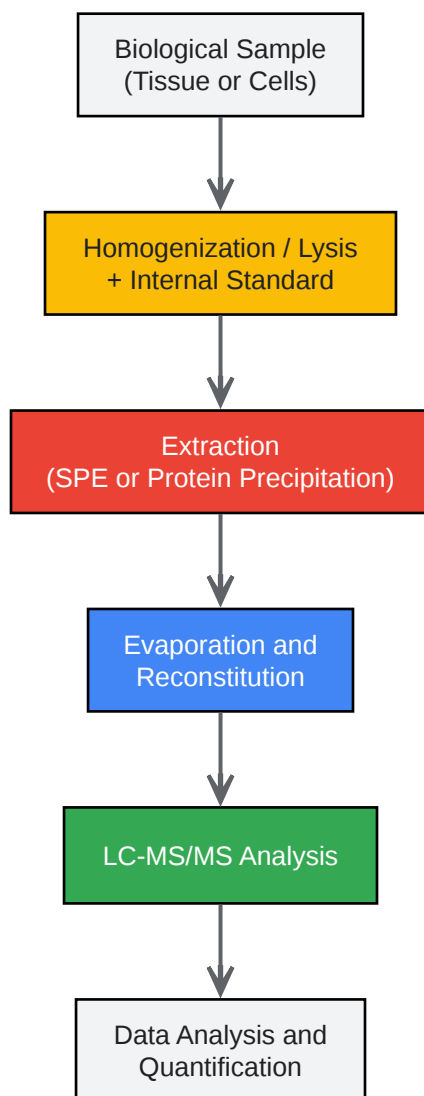 Biological Sample
(Tissue or Cells)
Homogenization / Lysis
+ Internal Standard
Extraction
(SPE or Protein Precipitation)
Evaporation and
Reconstitution
LC-MS/MS Analysis
Data Analysis and
Quantification